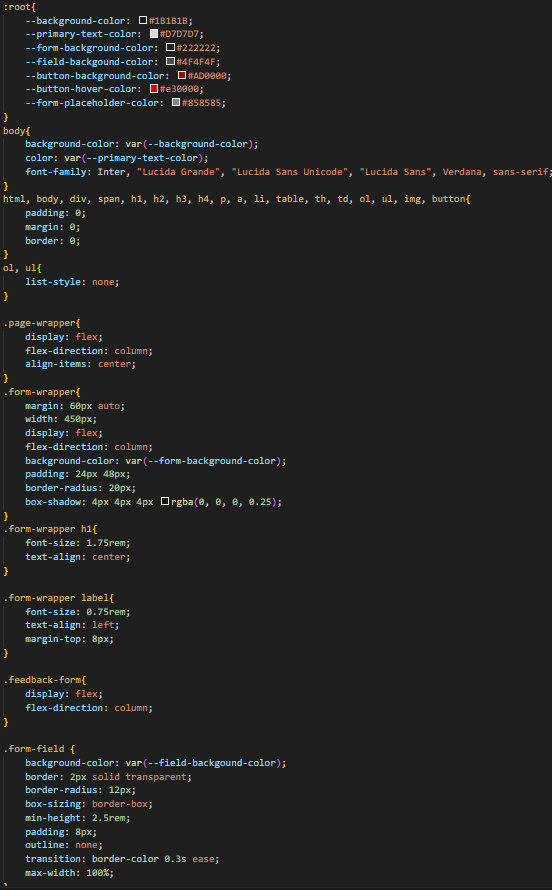 :root{
--background-color: #1B1B1B;
--primary-text-color: #D7D7D7;
--form-background-color: #222222;
--field-background-color: #4F4F4F;
--button-background-color: #AD0000;
--button-hover-color: #e30000;
--form-placeholder-color: #858585;
}
body{
background-color: var(--background-color);
color: var(--primary-text-color);
font-family: Inter, "Lucida Grande", "Lucida Sans Unicode", "Lucida Sans", Verdana, sans-serif;
}
html, body, div, span, h1, h2, h3, h4, p, a, li, table, th, td, ol, ul, img, button{
padding: 0;
margin: 0;
border: 0;
}
ol, ul{
list-style: none;
}
.page-wrapper{
display: flex;
flex-direction: column;
align-items: center;
}
.form-wrapper{
margin: 60px auto;
width: 450px;
display: flex;
flex-direction: column;
background-color: var(--form-background-color);
padding: 24px 48px;
border-radius: 20px;
box-shadow: 4px 4px 4px rgba(0, 0, 0, 0.25);
}
.form-wrapper h1{
font-size: 1.75rem;
text-align: center;
}
.form-wrapper label{
font-size: 0.75rem;
text-align: left;
margin-top: 8px;
}
.feedback-form{
display: flex;
flex-direction: column;
}
.form-field {
background-color: var(--field-backgoung-color);
border: 2px solid transparent;
border-radius: 12px;
box-sizing: border-box;
min-height: 2.5rem;
padding: 8px;
outline: none;
transition: border-color 0.3s ease;
max-width: 100%;
}